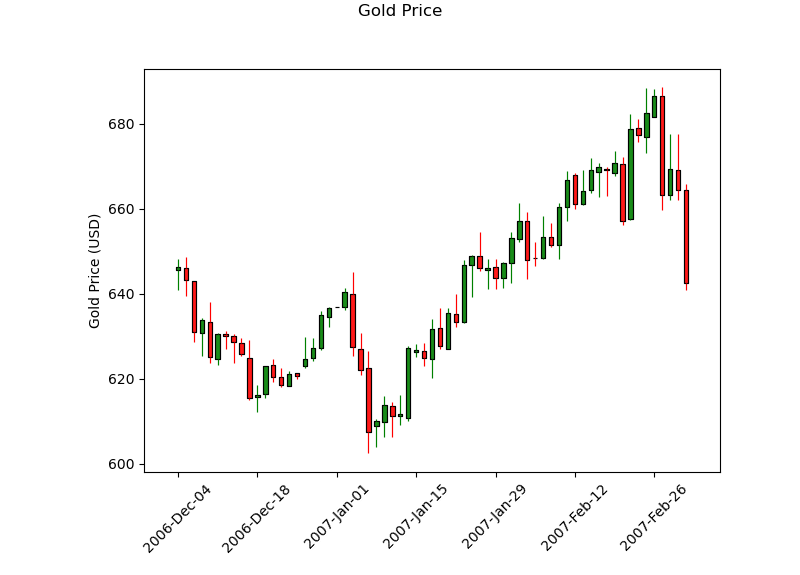 Gold Price
Gold Price (USD)
680
660
640
620
600
2006-Dec-04
2006-Dec-18
2007-Jan-01
2007-Jan-15
2007-Jan-29
2007-Feb-12
2007-Feb-26